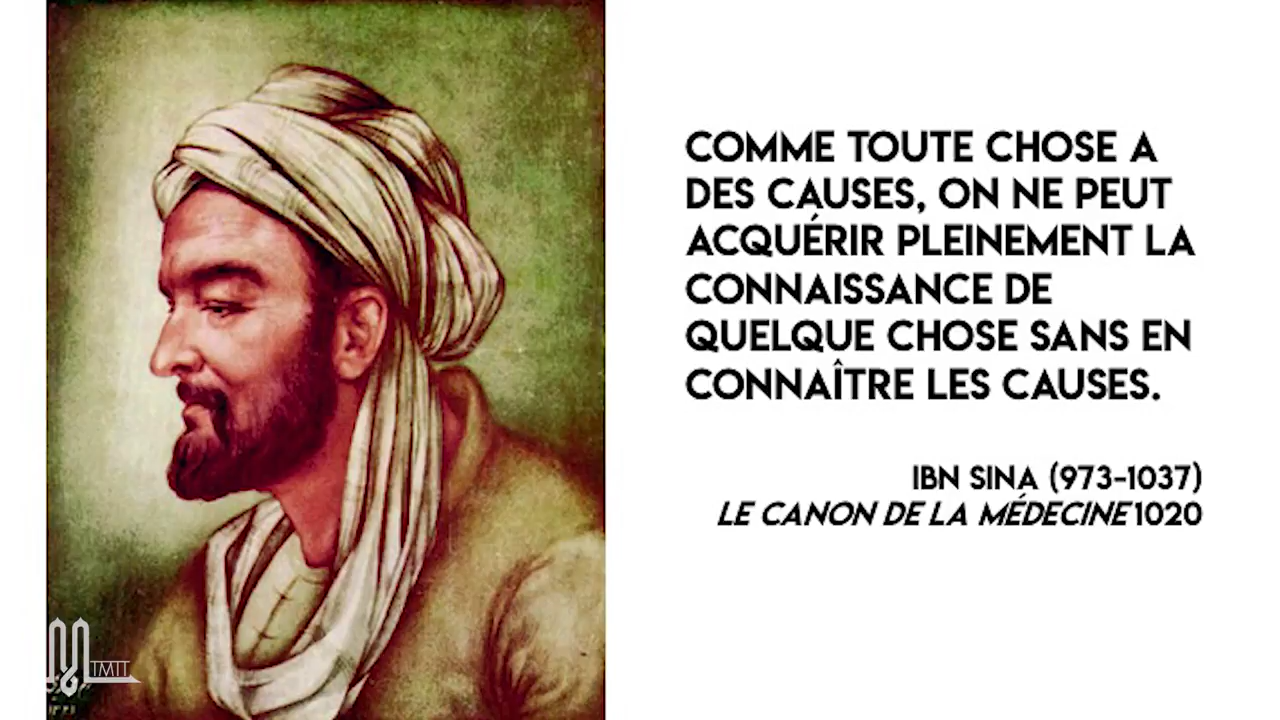 COMME TOUTE CHOSE A
DES CAUSES, ON NE PEUT
ACQUÉRIR PLEINEMENT LA
CONNAISSANCE DE
QUELQUE CHOSE SANS EN
CONNAÎTRE LES CAUSES.
IBN SINA (973-1037)
LE CANON DE LA MÉDECINE 1020
TMTT